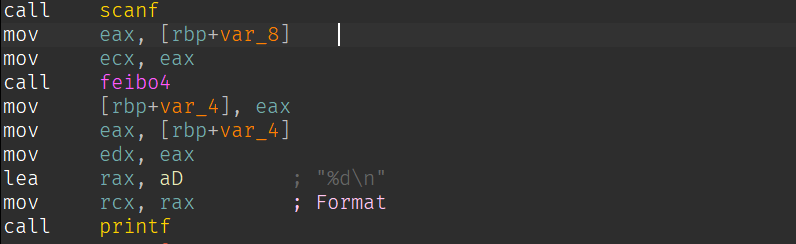 call scanf
mov eax, [rbp+var_8]
mov ecx, eax
call feibo4
mov [rbp+var_4], eax
mov eax, [rbp+var_4]
mov edx, eax
lea rax, aD ; "%d\n"
mov rcx, rax ; Format
call printf